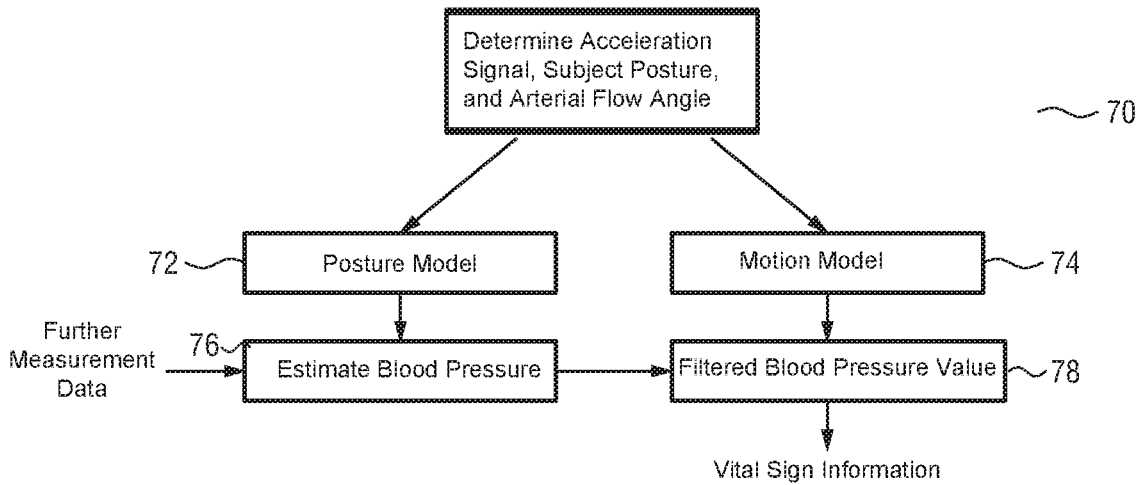 Determine Acceleration
Signal, Subject Posture,
and Arterial Flow Angle
70
72
Posture Model
Motion Model
74
Further
Measurement
Data
76
Estimate Blood Pressure
Filtered Blood Pressure Value
78
Vital Sign Information